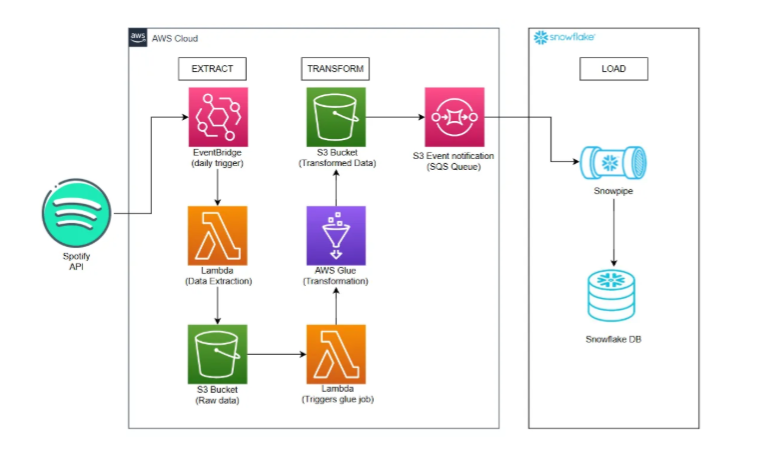 aws
AWS Cloud
snowflake
EXTRACT
TRANSFORM
LOAD
EventBridge
(daily trigger)
S3 Bucket
(Transformed Data)
S3 Event notification
(SQS Queue)
Snowpipe
Spotify
API
Lambda
(Data Extraction)
AWS Glue
(Transformation)
Snowflake DB
S3 Bucket
(Raw data)
Lambda
(Triggers glue job)